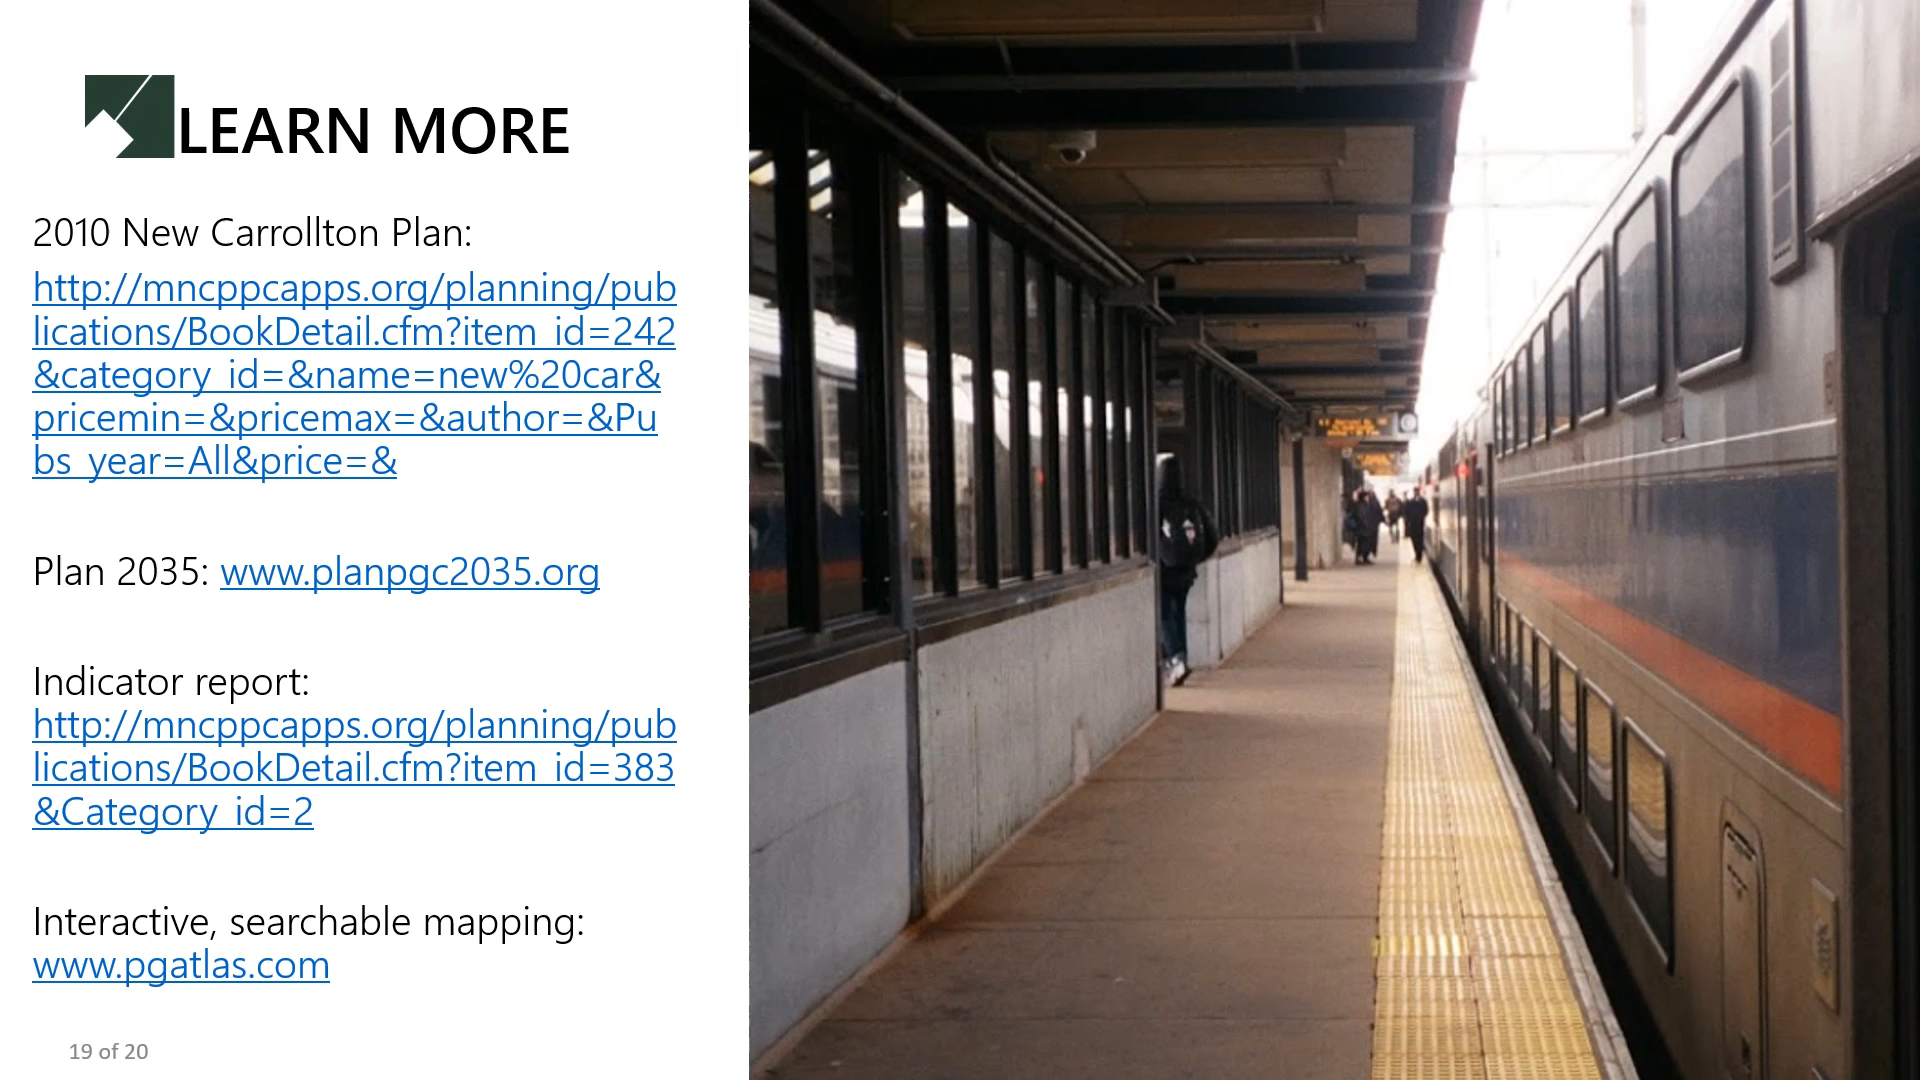 LEARN MORE
2010 New Carrollton Plan:
http://mncppcapps.org/planning/pub
lications/BookDetail.cfm?item_id=242
&category_id=&name=new%20car&
pricemin=&pricemax=&author=&Pu
bs_year=All&price=&
Plan 2035: www.planpgc2035.org
Indicator report:
http://mncppcapps.org/planning/pub
lications/BookDetail.cfm?item_id=383
&Category_id=2
Interactive, searchable mapping:
www.pgatlas.com
19 of 20